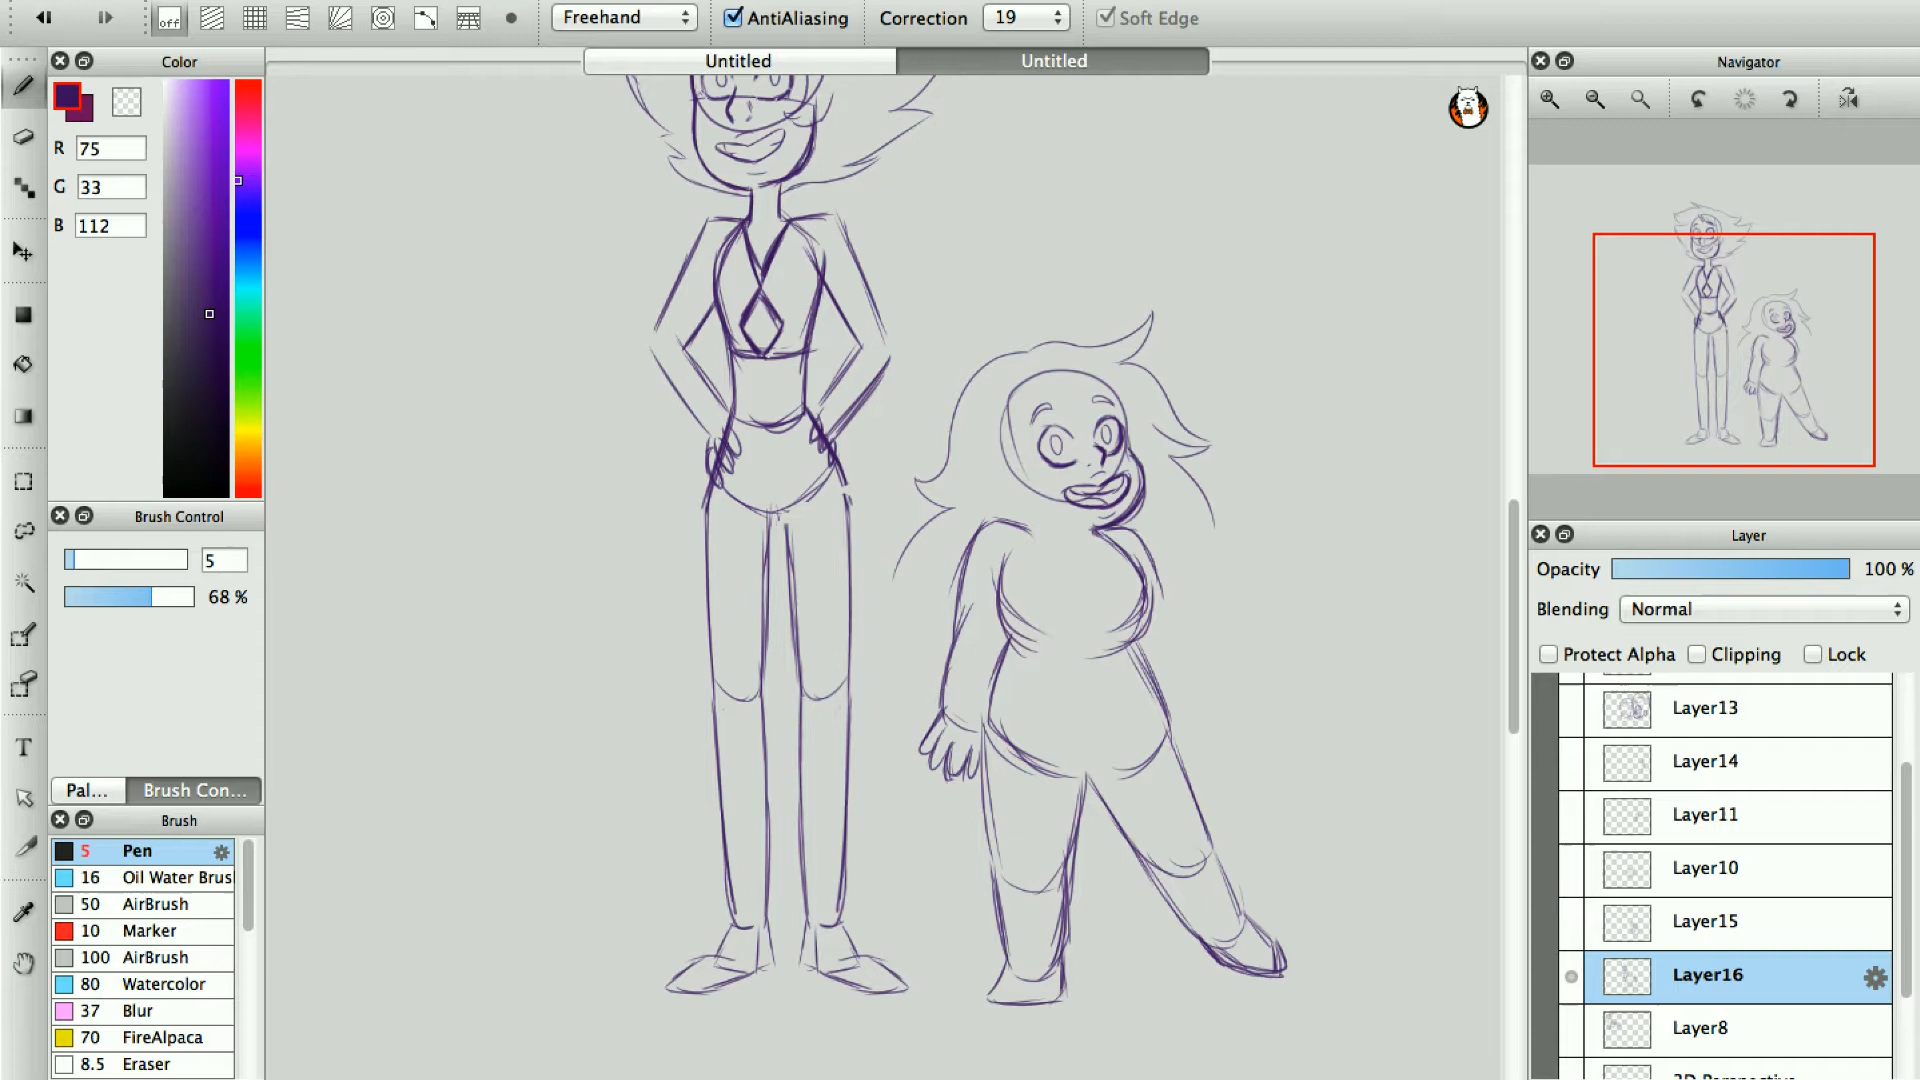 off
Freehand
AntiAliasing
Correction
19
Soft Edge
Untitled
Untitled
Color
R 75
G 33
B 112
Brush Control
5
68 %
Pal...
Brush Con...
Brush
5 Pen
16 Oil Water Brus
50 AirBrush
10 Marker
100 AirBrush
80 Watercolor
37 Blur
70 FireAlpaca
8.5 Eraser
T
Navigator
Layer
Opacity 100 %
Blending Normal
Protect Alpha Clipping Lock
Layer13
Layer14
Layer11
Layer10
Layer15
Layer16
Layer8
3D Perspective